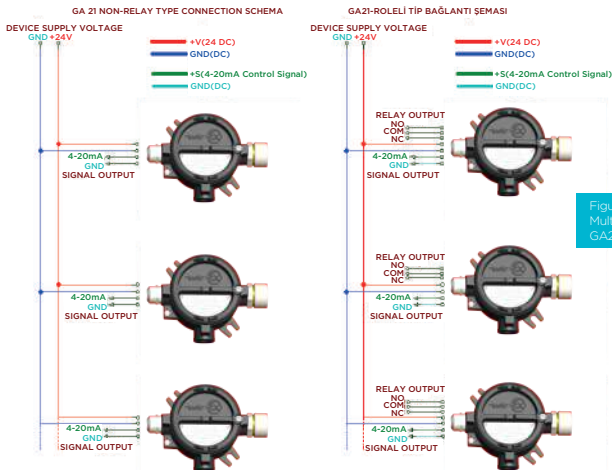 GA 21 NON-RELAY TYPE CONNECTION SCHEMA
DEVICE SUPPLY VOLTAGE
GND +24V
+V(24 DC)
GND(DC)
+S(4-20mA Control Signal)
GND(DC)
4-20mA
GND
SIGNAL OUTPUT
4-20mA
GND
SIGNAL OUTPUT
4-20mA
GND
SIGNAL OUTPUT
GA21-ROLELİ TİP BAĞLANTI ŞEMASI
DEVICE SUPPLY VOLTAGE
GND +24V
+V(24 DC)
GND(DC)
+S(4-20mA Control Signal)
GND(DC)
RELAY OUTPUT
NO
COM
NC
4-20mA
GND
SIGNAL OUTPUT
RELAY OUTPUT
NO
COM
NC
4-20mA
GND
SIGNAL OUTPUT
RELAY OUTPUT
NO
COM
NC
4-20mA
GND
SIGNAL OUTPUT
Figu
Mult
GA2